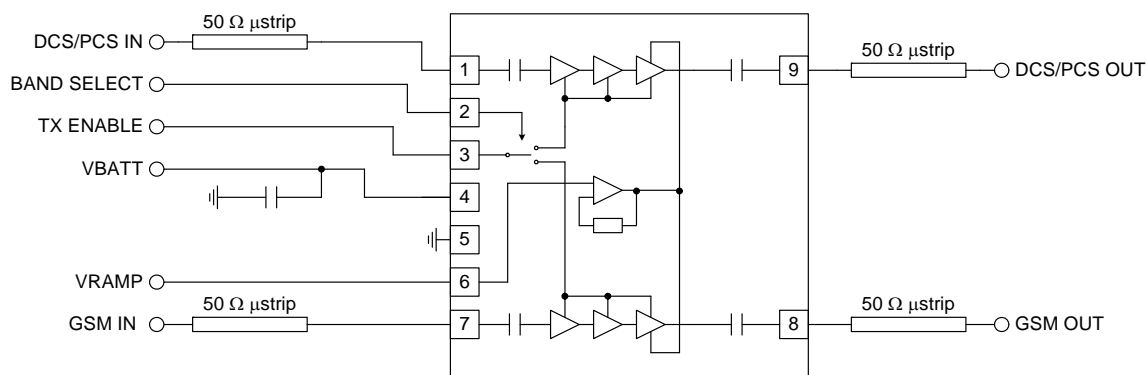 50 Ω μstrip
DCS/PCS IN
1
9
50 Ω μstrip
DCS/PCS OUT
BAND SELECT
2
TX ENABLE
3
VBATT
4
5
VRAMP
6
50 Ω μstrip
GSM IN
7
8
50 Ω μstrip
GSM OUT